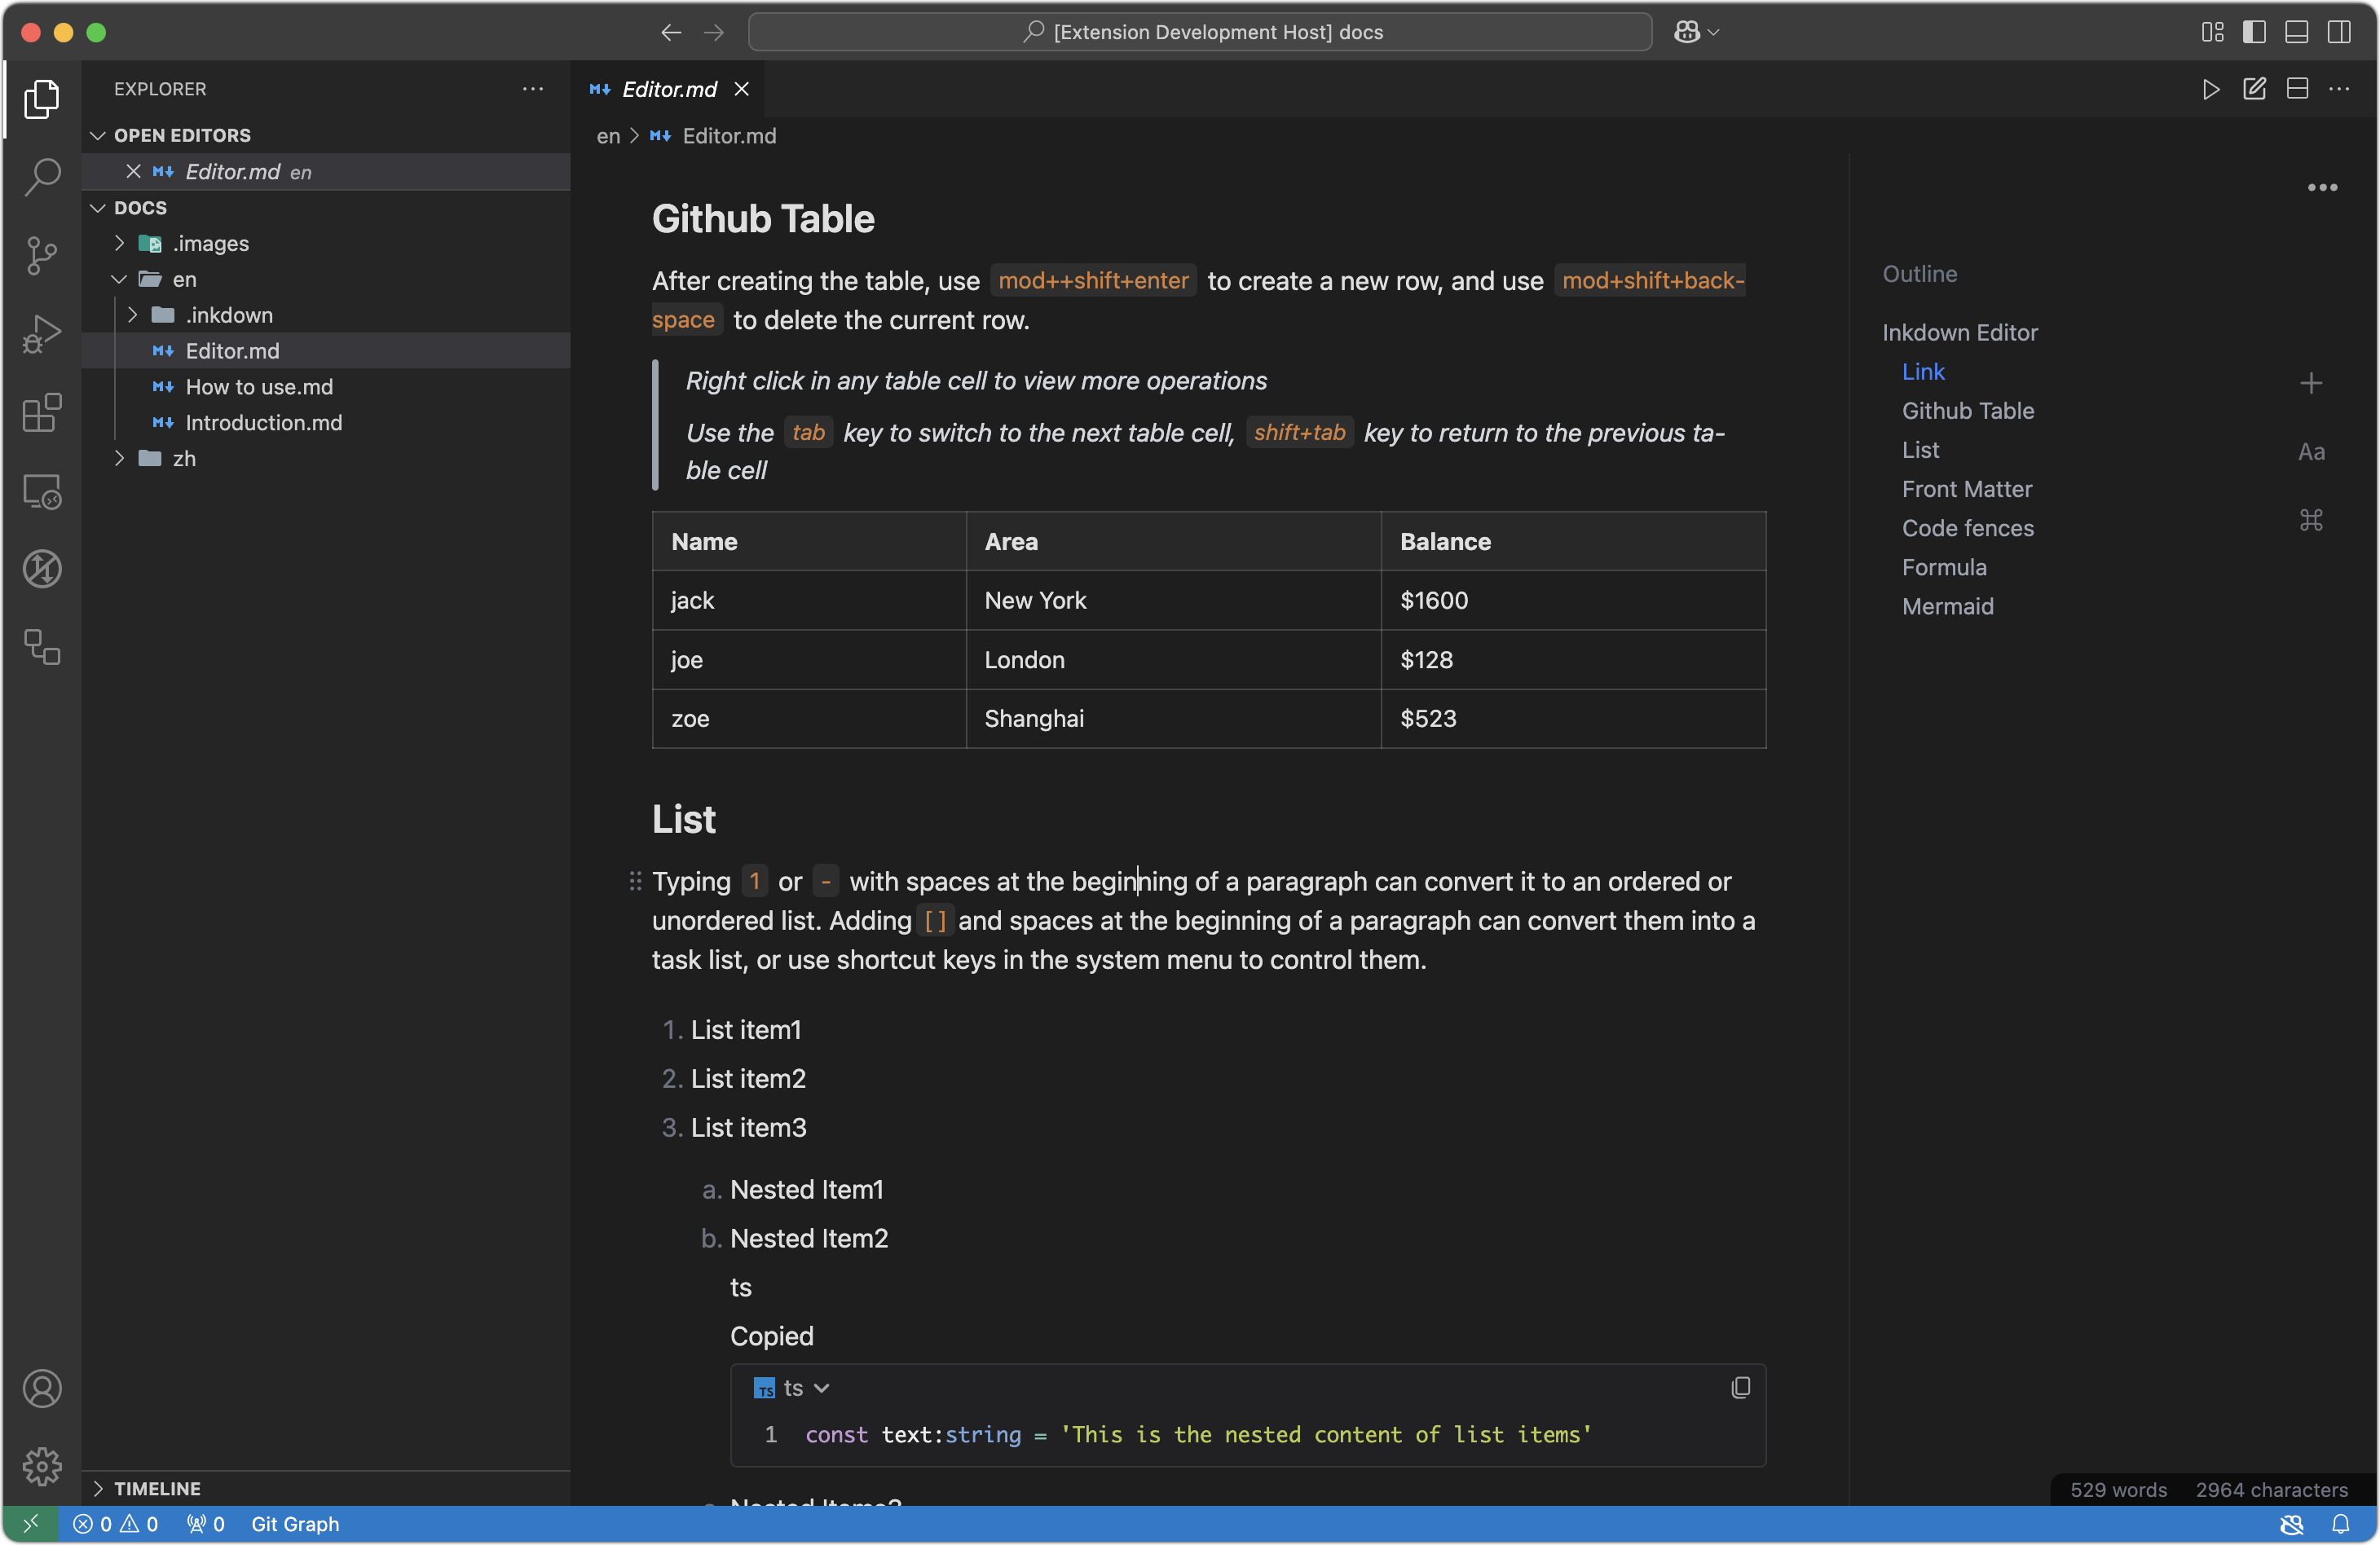 [Extension Development Host] docs
EXPLORER
OPEN EDITORS
Editor.md en
DOCS
.images
en
.inkdown
Editor.md
How to use.md
Introduction.md
zh
TIMELINE
Editor.md
en > Editor.md
Github Table
After creating the table, use mod++shift+enter to create a new row, and use mod+shift+back-
space to delete the current row.
Right click in any table cell to view more operations
Use the tab key to switch to the next table cell, shift+tab key to return to the previous ta-
ble cell
Name Area Balance
jack New York $1600
joe London $128
zoe Shanghai $523
List
Typing 1 or - with spaces at the beginning of a paragraph can convert it to an ordered or
unordered list. Adding [] and spaces at the beginning of a paragraph can convert them into a
task list, or use shortcut keys in the system menu to control them.
1. List item1
2. List item2
3. List item3
a. Nested Item1
b. Nested Item2
ts
Copied
TS ts
1 const text:string = 'This is the nested content of list items'
Outline
Inkdown Editor
Link
Github Table
List
Front Matter
Code fences
Formula
Mermaid
Aa
529 words 2964 characters
0 0 0 Git Graph